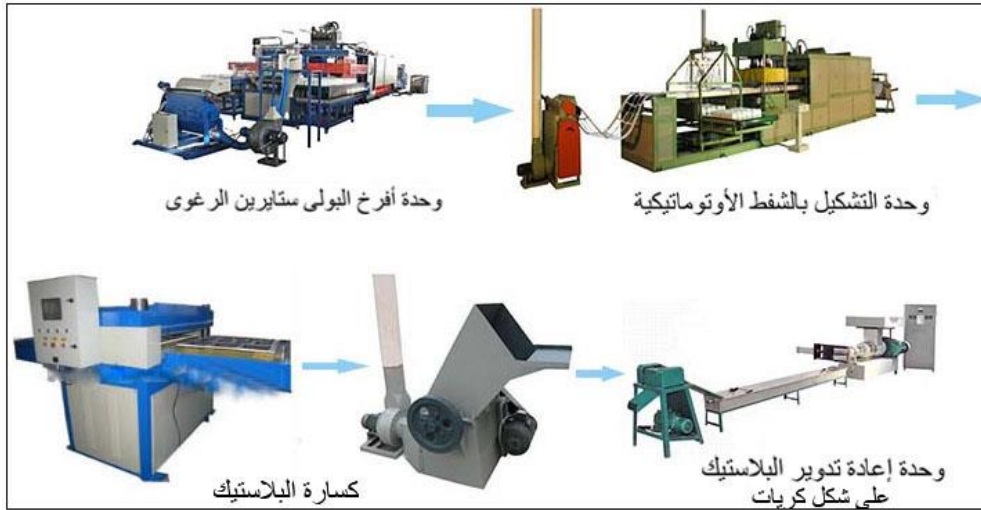 وحدة أفرخ البولى ستايرين الرغوى
وحدة التشكيل بالشفط الأوتوماتيكية
كسارة البلاستيك
وحدة إعادة تدوير البلاستيك
على شكل كريات